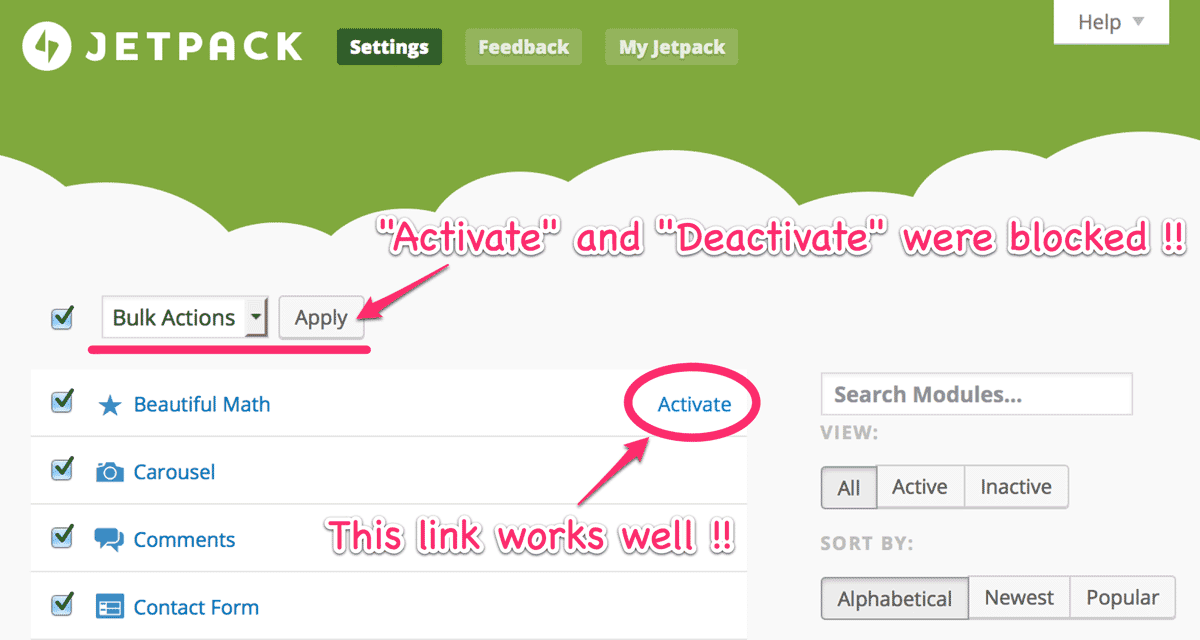 JETPACK
Settings
Feedback
My Jetpack
Help
"Activate" and "Deactivate" were blocked !!
Bulk Actions
Apply
Beautiful Math
Activate
Carousel
This link works well !!
Comments
Contact Form
Search Modules...
VIEW:
All
Active
Inactive
SORT BY:
Alphabetical
Newest
Popular